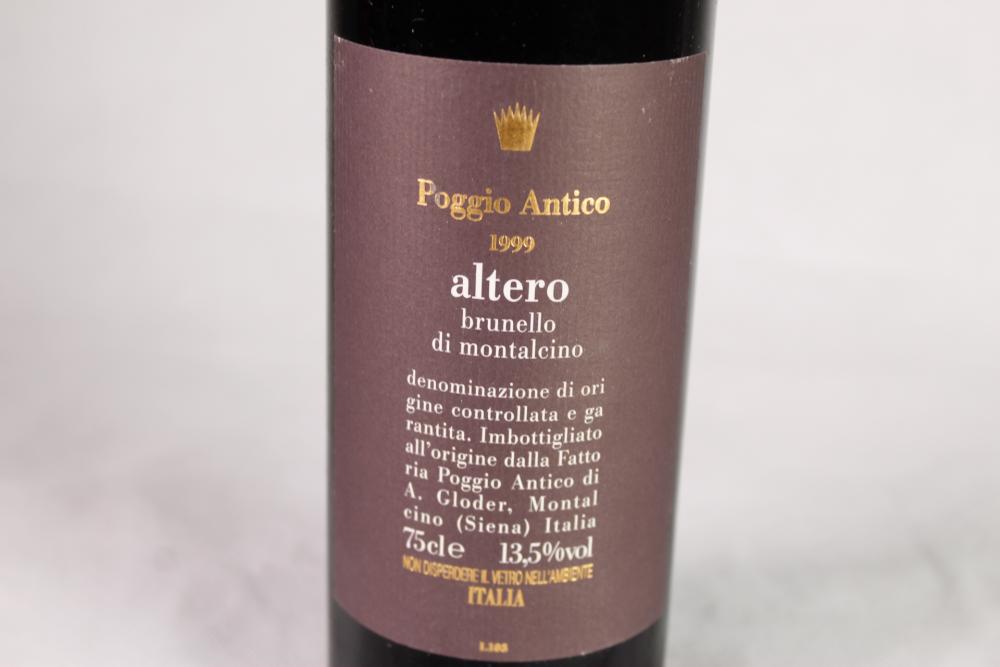 Poggio Antico
1999
altero
brunello
di montalcino
denominazione di ori
gine controllata e ga
rantita. Imbottigliato
all'origine dalla Fatto
ria Poggio Antico di
A. Gloder, Montal
cino (Siena) Italia
75cl e 13,5%vol
NON DISPERDERE IL VETRO NELL'AMBIENTE
ITALIA